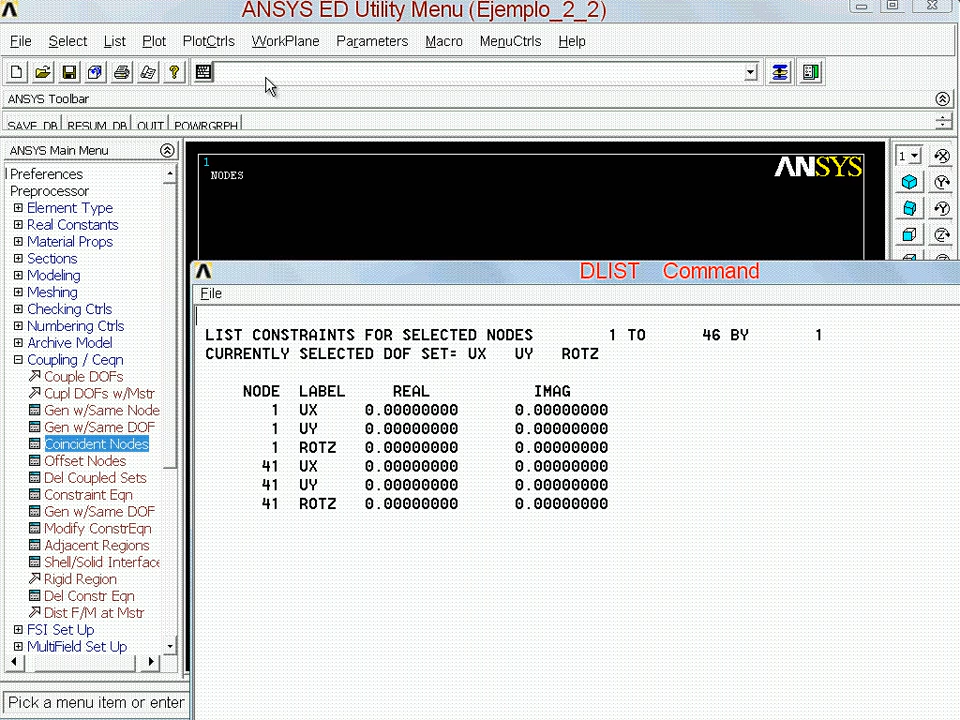 ANSYS ED Utility Menu (Ejemplo_2_2)
File Select List Plot PlotCtrls WorkPlane Parameters Macro MenuCtrls Help
ANSYS Toolbar
SAVE_DB RESUM_DB QUIT POWRGRPH
ANSYS Main Menu
Preferences
Preprocessor
Element Type
Real Constants
Material Props
Sections
Modeling
Meshing
Checking Ctrls
Numbering Ctrls
Archive Model
Coupling / Ceqn
Couple DOFs
Cupl DOFs w/Mstr
Gen w/Same Node
Gen w/Same DOF
Coincident Nodes
Offset Nodes
Del Coupled Sets
Constraint Eqn
Gen w/Same DOF
Modify ConstrEqn
Adjacent Regions
Shell/Solid Interface
Rigid Region
Del Constr Eqn
Dist F/M at Mstr
FSI Set Up
MultiField Set Up
Pick a menu item or enter
1
NODES
ANSYS
1
DLIST Command
File
LIST CONSTRAINTS FOR SELECTED NODES 1 TO 46 BY 1
CURRENTLY SELECTED DOF SET= UX UY ROTZ
NODE LABEL REAL IMAG
1 UX 0.00000000 0.00000000
1 UY 0.00000000 0.00000000
1 ROTZ 0.00000000 0.00000000
41 UX 0.00000000 0.00000000
41 UY 0.00000000 0.00000000
41 ROTZ 0.00000000 0.00000000